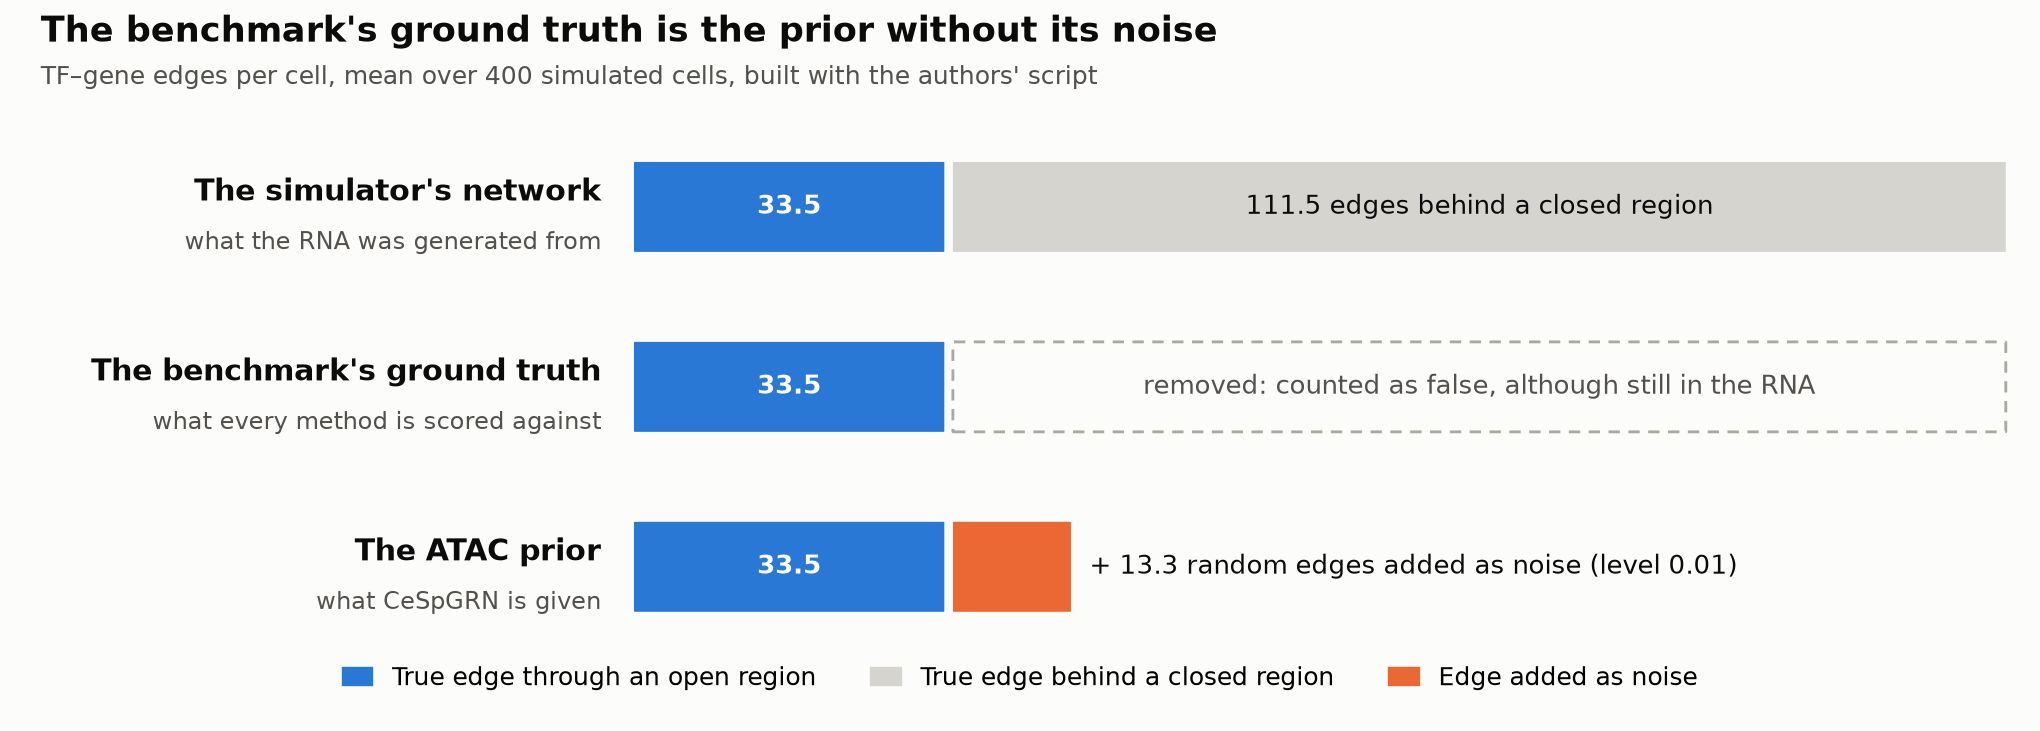 The benchmark's ground truth is the prior without its noise
TF–gene edges per cell, mean over 400 simulated cells, built with the authors' script
The simulator's network
what the RNA was generated from
33.5
111.5 edges behind a closed region
The benchmark's ground truth
what every method is scored against
33.5
removed: counted as false, although still in the RNA
The ATAC prior
what CeSpGRN is given
33.5
+ 13.3 random edges added as noise (level 0.01)
True edge through an open region
True edge behind a closed region
Edge added as noise